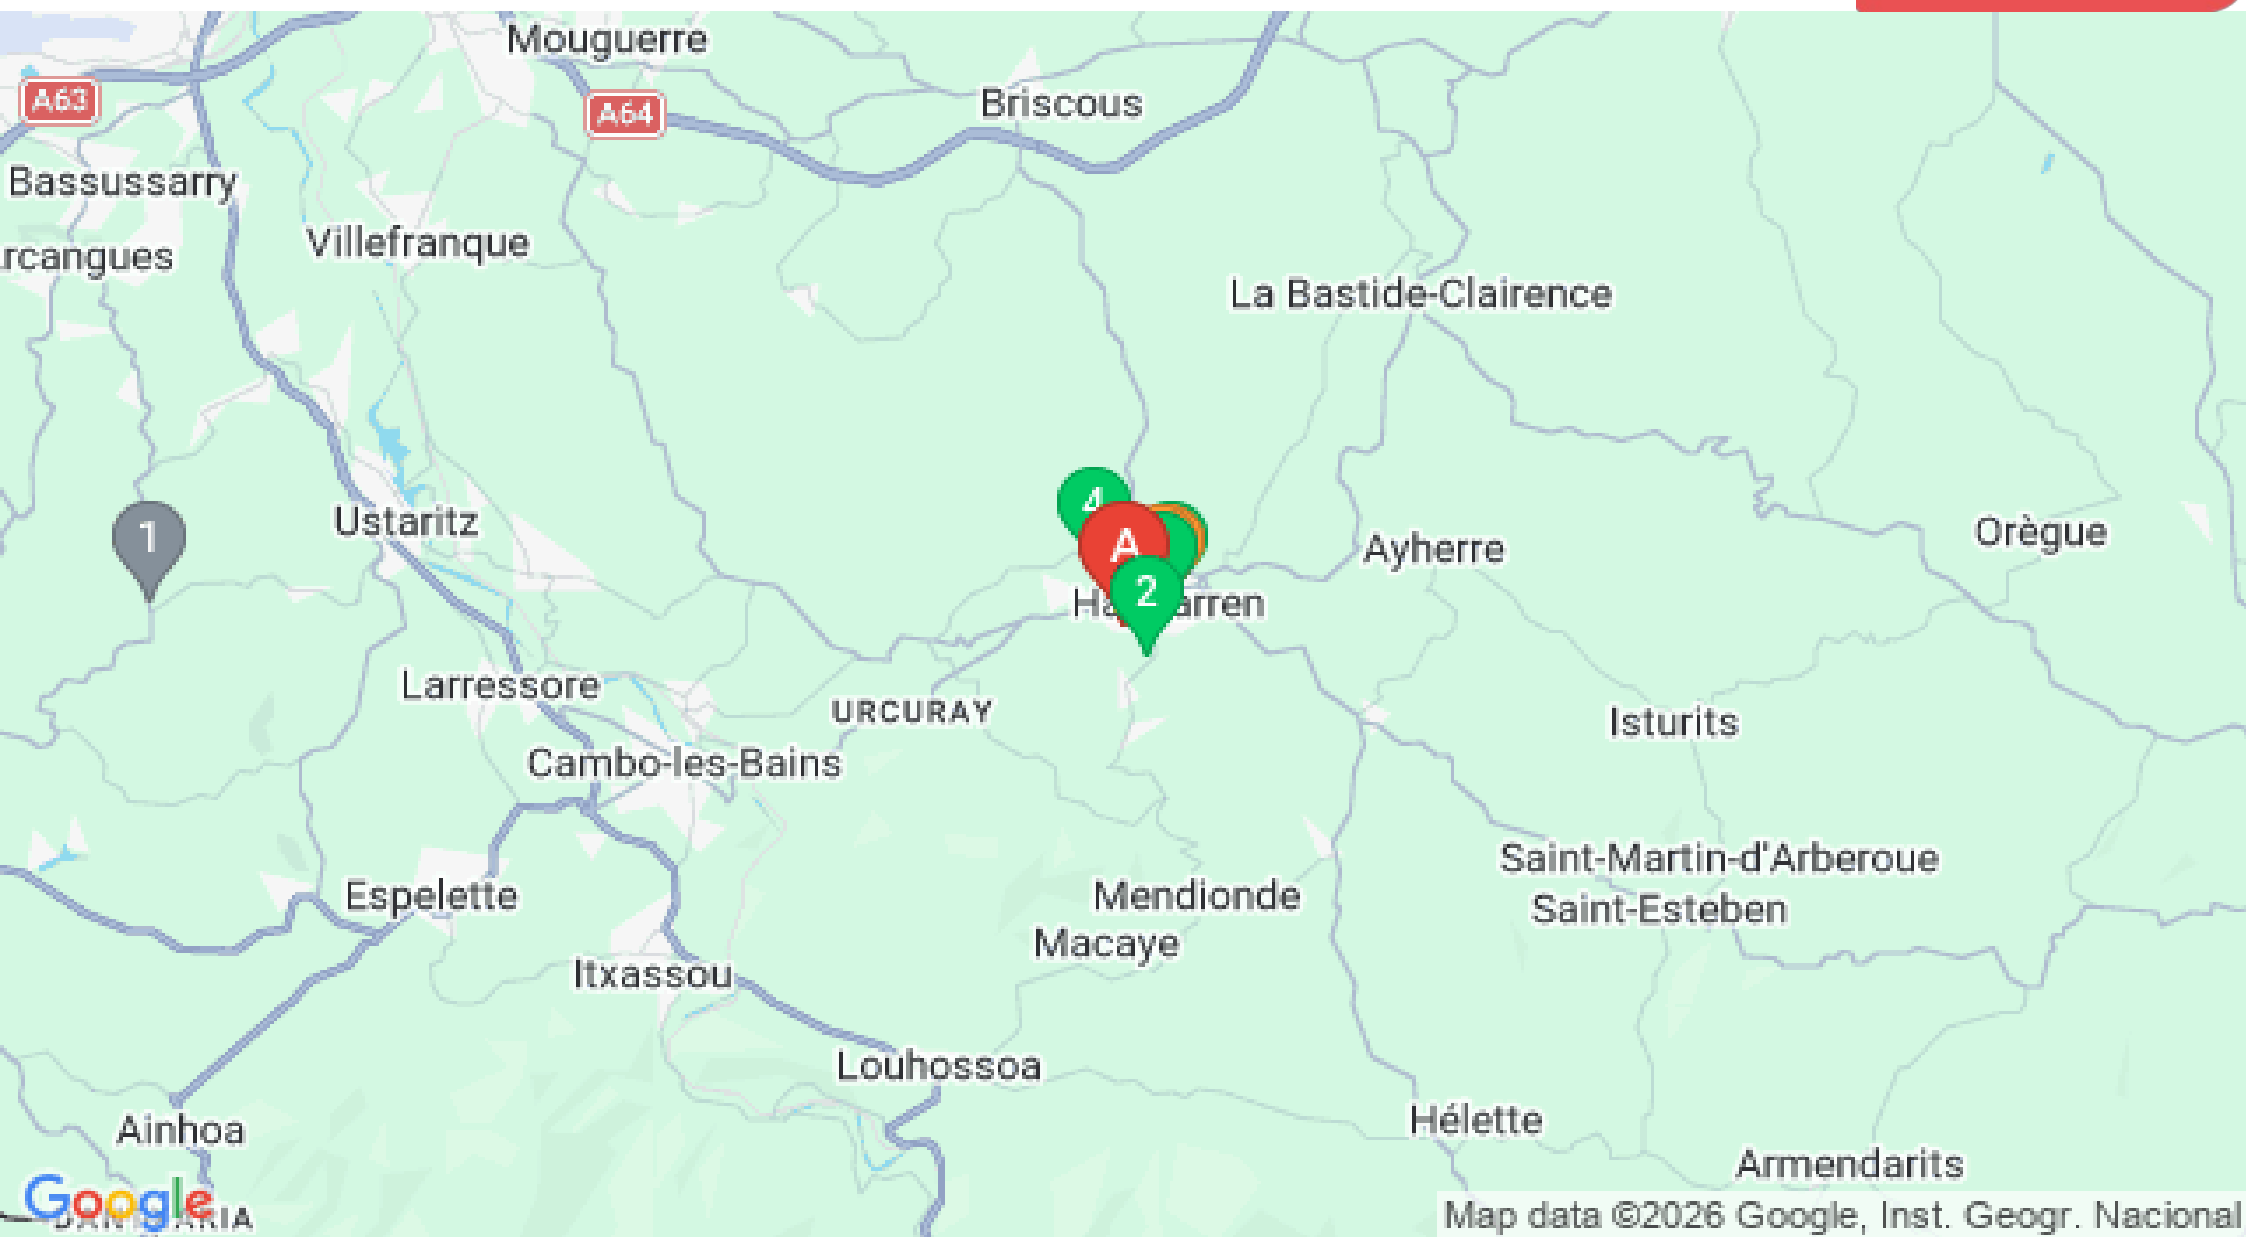 Mouguerre
A63
A64
Briscous
Bassussarry
Villefranque
rcangues
La Bastide-Clairence
4
1
A
Ustaritz
Ayherre
Orègue
2
Ha arren
Larressore
URCURAY
Isturits
Cambo-les-Bains
Saint-Martin-d'Arberoue
Espelette
Mendionde
Saint-Esteben
Macaye
Itxassou
Louhossoa
Hélette
Ainhoa
Armendarits
Google
Map data ©2026 Google, Inst. Geogr. Nacional